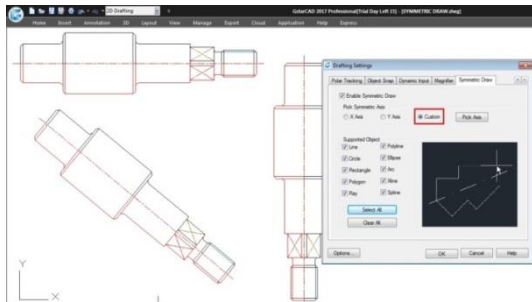 2D Drafting
GstarCAD 2017 Professional(Trial Day Left 13) - [SYMMETRIC DRAW.dwg]
Home Insert Annotation 3D Layout View Manage Export Cloud Application Help Express
Drafting Settings
Polar Tracking Object Snap Dynamic Input Magnifier Symmetric Draw
Enable Symmetric Draw
Pick Symmetric Axis
X Axis Y Axis Custom Pick Axis
Supported Object
Line Polyline
Circle Ellipse
Rectangle Arc
Polygon Xline
Ray Spline
Select All
Clear All
Options... OK Cancel Help
Y
X